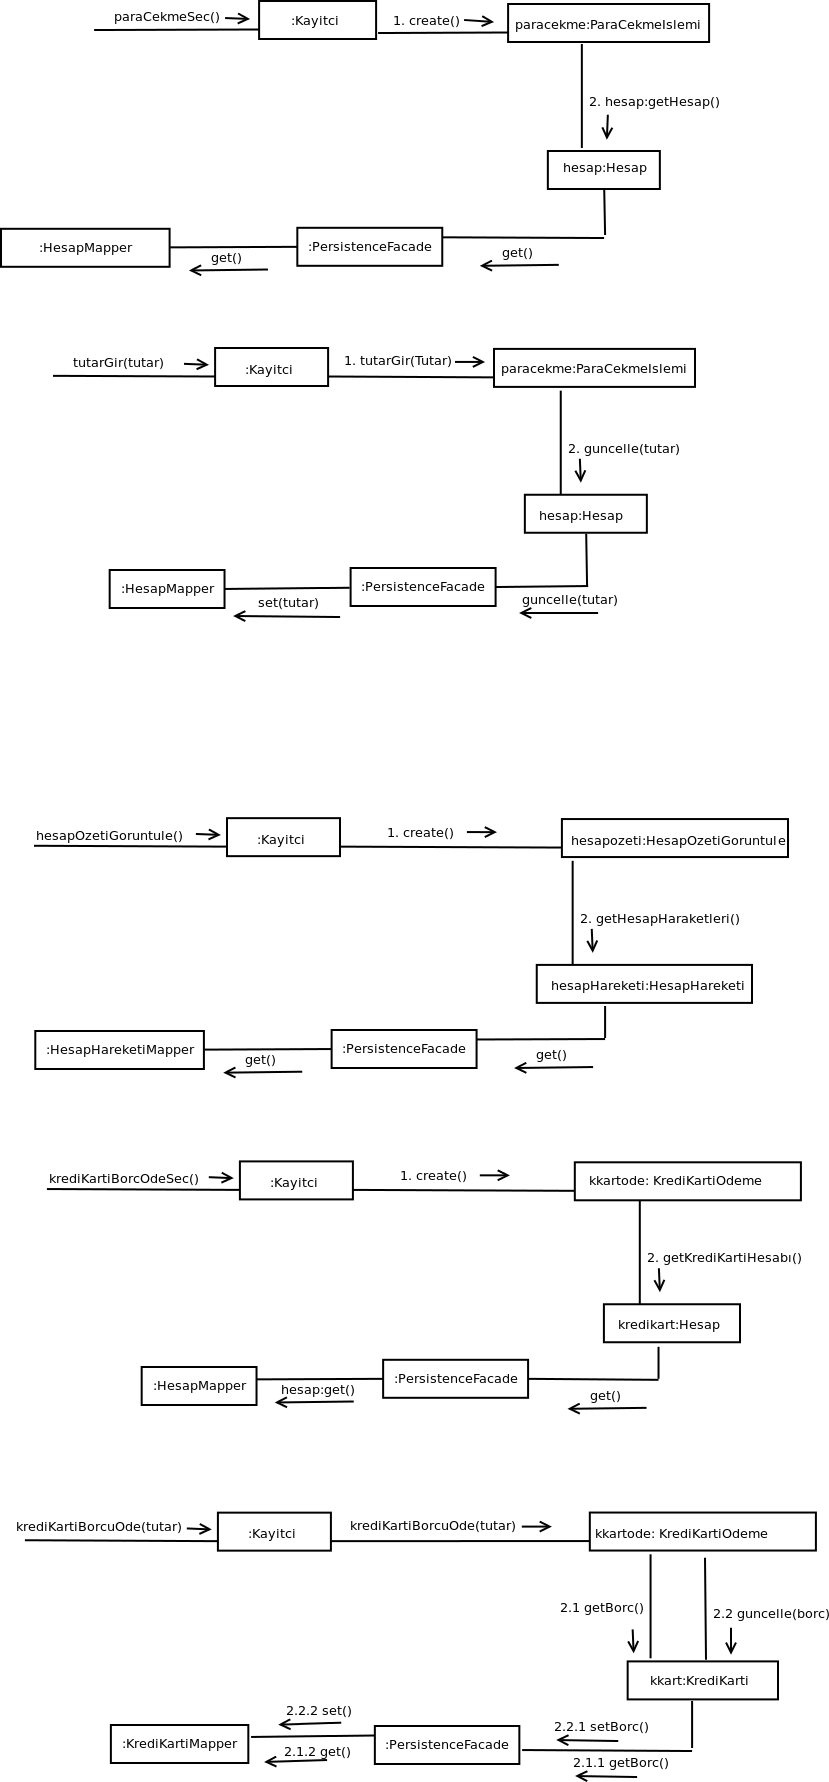 paraCekmeSec()
:Kayitci
1. create()
paracekme:ParaCekmeIslemi
2. hesap:getHesap()
hesap:Hesap
:HesapMapper
get()
:PersistenceFacade
get()
tutarGir(tutar)
:Kayitci
1. tutarGir(Tutar)
paracekme:ParaCekmeIslemi
2. guncelle(tutar)
hesap:Hesap
:HesapMapper
set(tutar)
:PersistenceFacade
guncelle(tutar)
hesapOzetiGoruntule()
:Kayitci
1. create()
hesapozeti:HesapOzetiGoruntule
2. getHesapHaraketleri()
hesapHareketi:HesapHareketi
:HesapHareketiMapper
get()
:PersistenceFacade
get()
krediKartiBorcOdeSec()
:Kayitci
1. create()
kkartode: KrediKartiOdeme
2. getKrediKartiHesabı()
kredikart:Hesap
:HesapMapper
hesap:get()
:PersistenceFacade
get()
krediKartiBorcuOde(tutar)
:Kayitci
krediKartiBorcuOde(tutar)
kkartode: KrediKartiOdeme
2.1 getBorc()
2.2 guncelle(borc)
kkart:KrediKarti
2.2.2 set()
:KrediKartiMapper
2.1.2 get()
:PersistenceFacade
2.2.1 setBorc()
2.1.1 getBorc()